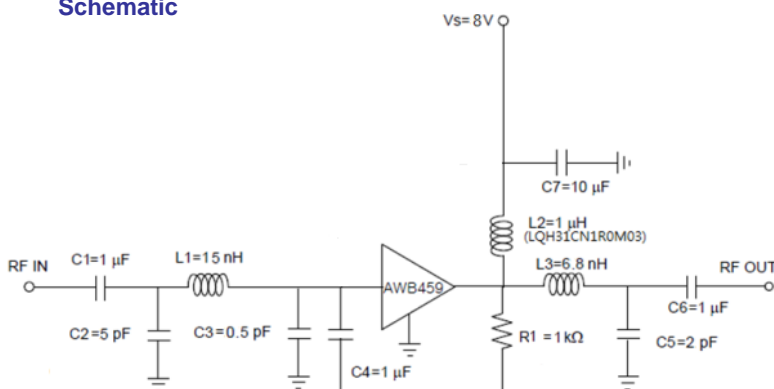 Schematic
Vs= 8V
C7=10 μF
L2=1 μH
(LQH31CN1R0M03)
RF IN
C1=1 μF
L1=15 nH
AWB459
L3=6.8 nH
RF OUT
C6=1 μF
C2=5 pF
C3=0.5 pF
R1 =1kΩ
C5=2 pF
C4=1 μF